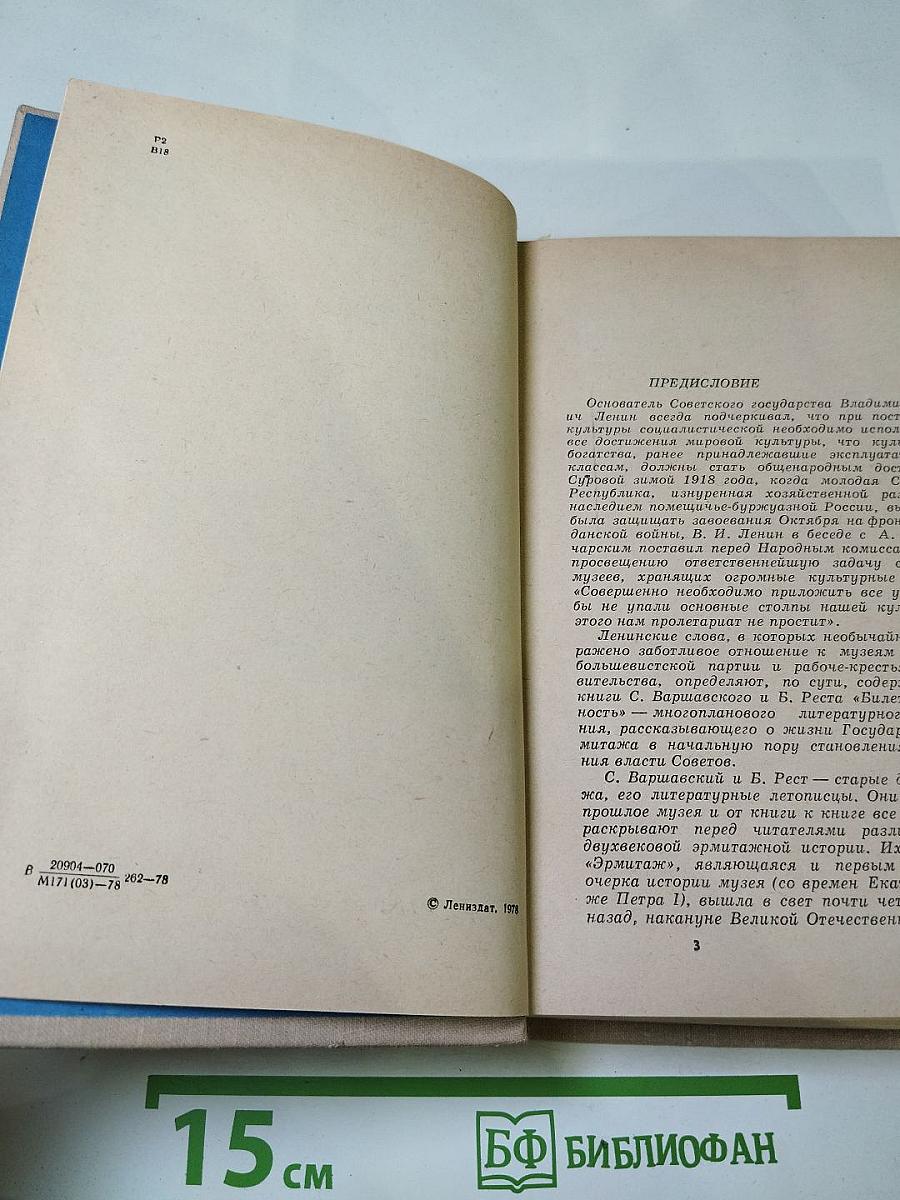 Р2
В18
В 20904—070 262—78
М171(03)—78
© Лениздат, 1978
ПРЕДИСЛОВИЕ
Основатель Советского государства Владими
ич Ленин всегда подчеркивал, что при пост
культуры социалистической необходимо испол
все достижения мировой культуры, что кул
богатства, ранее принадлежавшие эксплуата
классам, должны стать общенародным дост
Суровой зимой 1918 года, когда молодая С
Республика, изнуренная хозяйственной раз
наследием помещичье-буржуазной России, вы
была защищать завоевания Октября на фрон
данской войны, В. И. Ленин в беседе с А.
чарским поставил перед Народным комисса
просвещению ответственнейшую задачу с
музеев, хранящих огромные культурные
«Совершенно необходимо приложить все у
бы не упали основные столпы нашей кул
этого нам пролетариат не простит».
Ленинские слова, в которых необычай
ражено заботливое отношение к музеям
большевистской партии и рабоче-кресть
вительства, определяют, по сути, содер
книги С. Варшавского и Б. Реста «Биле
ность» — многопланового литературног
ния, рассказывающего о жизни Государ
митажа в начальную пору становлени
ния власти Советов.
С. Варшавский и Б. Рест — старые д
жа, его литературные летописцы. Они
прошлое музея и от книги к книге все
раскрывают перед читателями разли
двухвековой эрмитажной истории. Их
«Эрмитаж», являющаяся и первым
очерка истории музея (со времен Ека
же Петра I), вышла в свет почти чет
назад, накануне Великой Отечествен
3
15 см
БФ БИБЛИОФАН